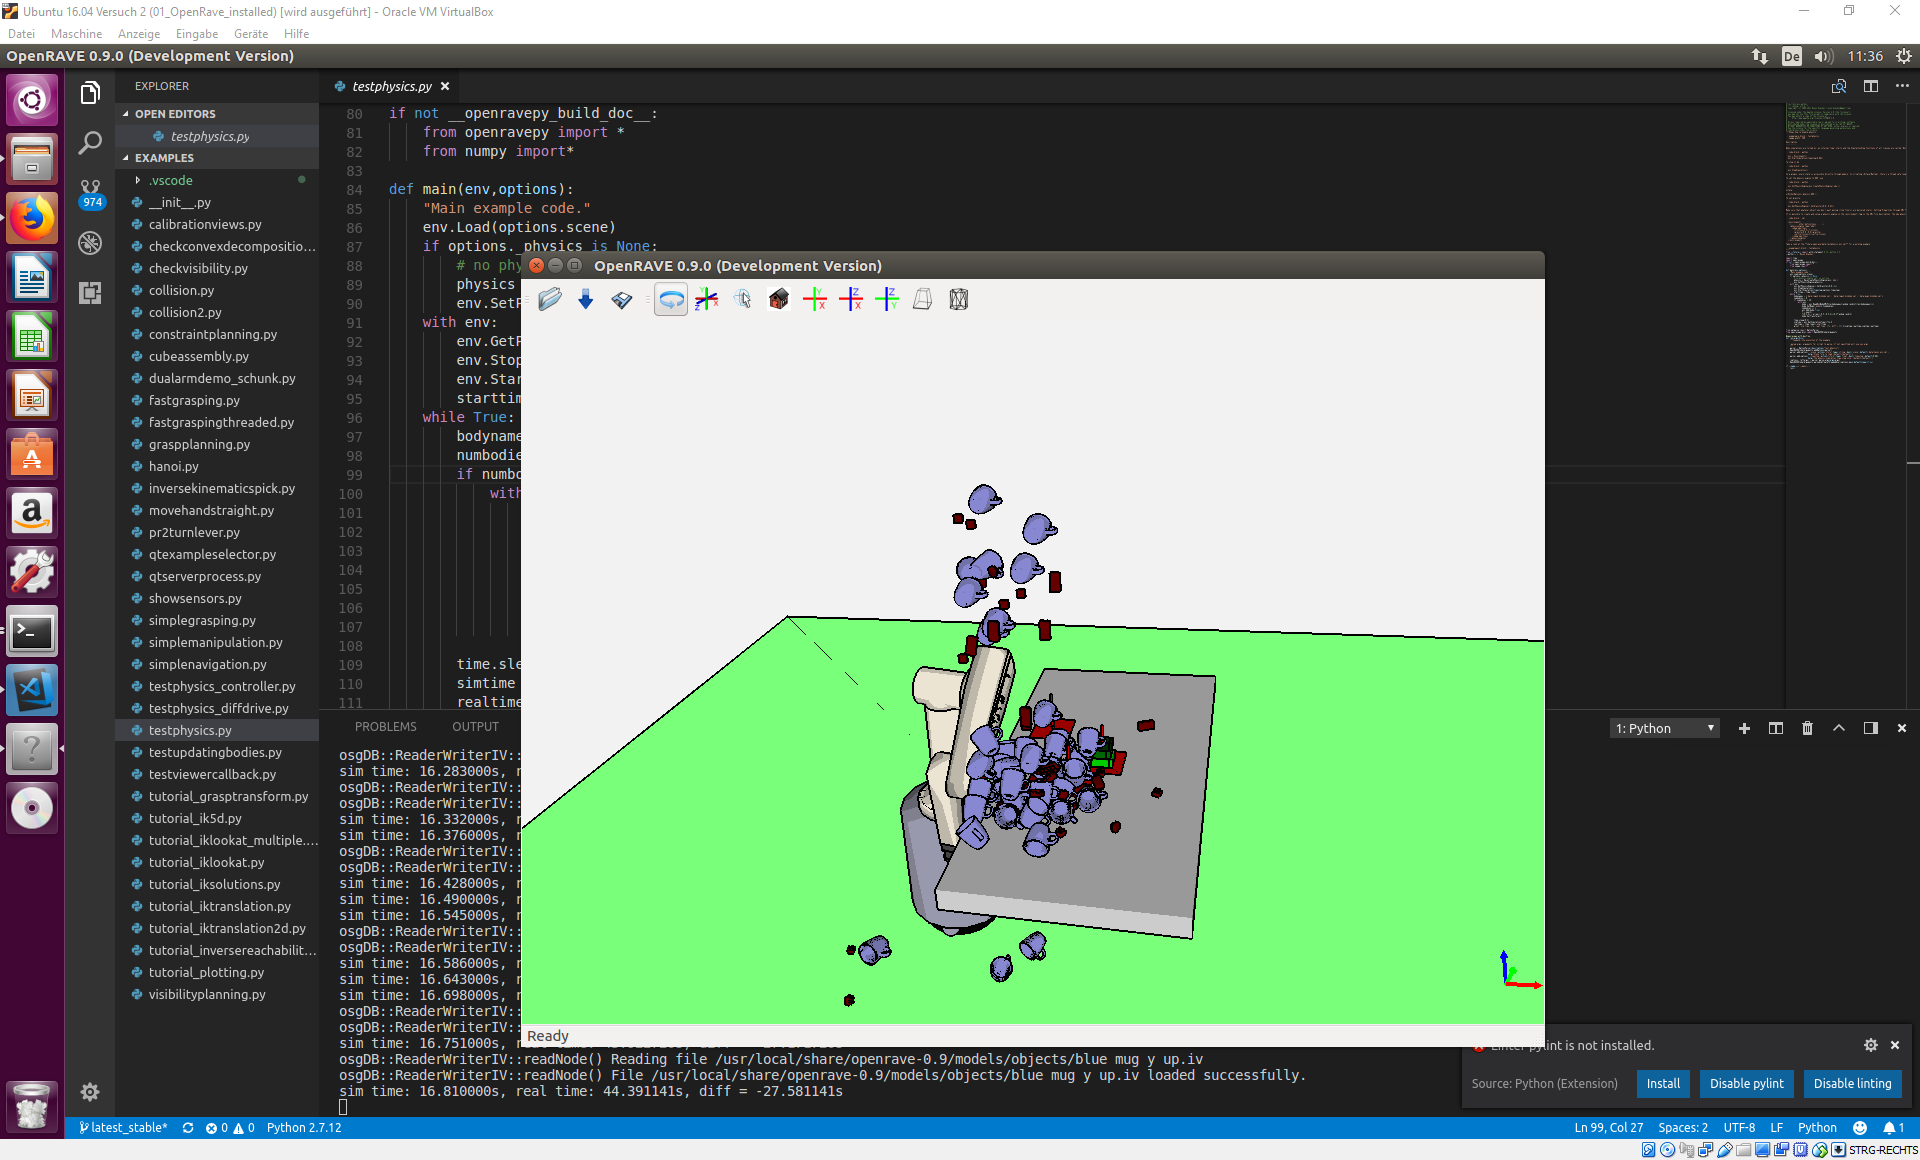 Ubuntu 16.04 Versuch 2 (01_OpenRave_installed) [wird ausgeführt] - Oracle VM VirtualBox
Datei Maschine Anzeige Eingabe Geräte Hilfe
OpenRAVE 0.9.0 (Development Version)
De 11:36
EXPLORER
OPEN EDITORS
testphysics.py
EXAMPLES
.vscode
974
__init__.py
calibrationviews.py
checkconvexdecompositio...
checkvisibility.py
collision.py
collision2.py
constraintplanning.py
cubeassembly.py
dualarmdemo_schunk.py
fastgrasping.py
fastgraspingthreaded.py
graspplanning.py
hanoi.py
inversekinematicspick.py
movehandstraight.py
pr2turnlever.py
qtexampleselector.py
qtserverprocess.py
showsensors.py
simplegrasping.py
simplemanipulation.py
simplenavigation.py
testphysics_controller.py
testphysics_diffdrive.py
testphysics.py
testupdatingbodies.py
testviewercallback.py
tutorial_grasptransform.py
tutorial_ik5d.py
tutorial_iklookat_multiple....
tutorial_iklookat.py
tutorial_iksolutions.py
tutorial_iktranslation.py
tutorial_iktranslation2d.py
tutorial_inversereachabilit...
tutorial_plotting.py
visibilityplanning.py
testphysics.py
80 if not __openravepy_build_doc__:
81 from openravepy import *
82 from numpy import*
83
84 def main(env,options):
85 "Main example code."
86 env.Load(options.scene)
87 if options._physics is None:
88 # no phy
89 physics
90 env.SetP
91 with env:
92 env.GetP
93 env.Stop
94 env.Star
95 starttim
96 while True:
97 bodyname
98 numbodie
99 if numbo
100 with
101
102
103
104
105
106
107
108
109 time.sle
110 simtime
111 realtime
OpenRAVE 0.9.0 (Development Version)
Ready
PROBLEMS OUTPUT
1: Python
osgDB::ReaderWriterIV::
sim time: 16.283000s, r
osgDB::ReaderWriterIV::
osgDB::ReaderWriterIV::
sim time: 16.332000s, r
sim time: 16.376000s, r
osgDB::ReaderWriterIV::
osgDB::ReaderWriterIV::
sim time: 16.428000s, r
sim time: 16.490000s, r
sim time: 16.545000s, r
osgDB::ReaderWriterIV::
osgDB::ReaderWriterIV::
sim time: 16.586000s, r
sim time: 16.643000s, r
sim time: 16.698000s, r
osgDB::ReaderWriterIV::
osgDB::ReaderWriterIV::
sim time: 16.751000s,
osgDB::ReaderWriterIV::readNode() Reading file /usr/local/share/openrave-0.9/models/objects/blue mug y up.iv
osgDB::ReaderWriterIV::readNode() File /usr/local/share/openrave-0.9/models/objects/blue mug y up.iv loaded successfully.
sim time: 16.810000s, real time: 44.391141s, diff = -27.581141s
Linter pylint is not installed.
Source: Python (Extension) Install Disable pylint Disable linting
latest_stable* 0 0 Python 2.7.12
Ln 99, Col 27 Spaces: 2 UTF-8 LF Python 1
STRG-RECHTS